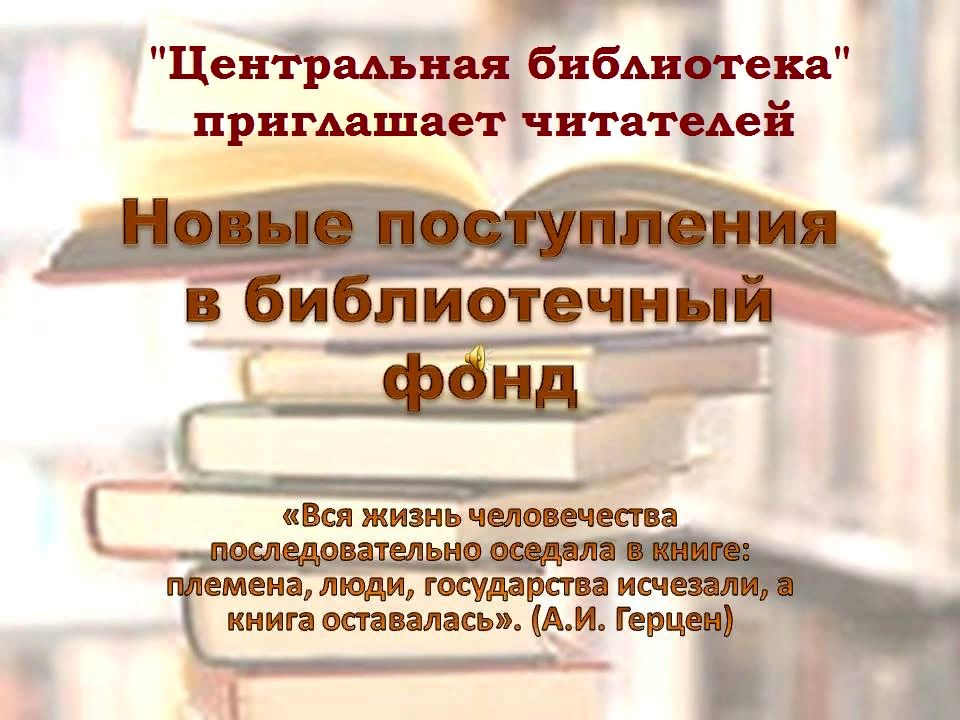 "Центральная библиотека"
приглашает читателей
Новые поступления
в библиотечный
фонд
«Вся жизнь человечества
последовательно оседала в книге:
племена, люди, государства исчезали, а
книга оставалась». (А.И. Герцен)